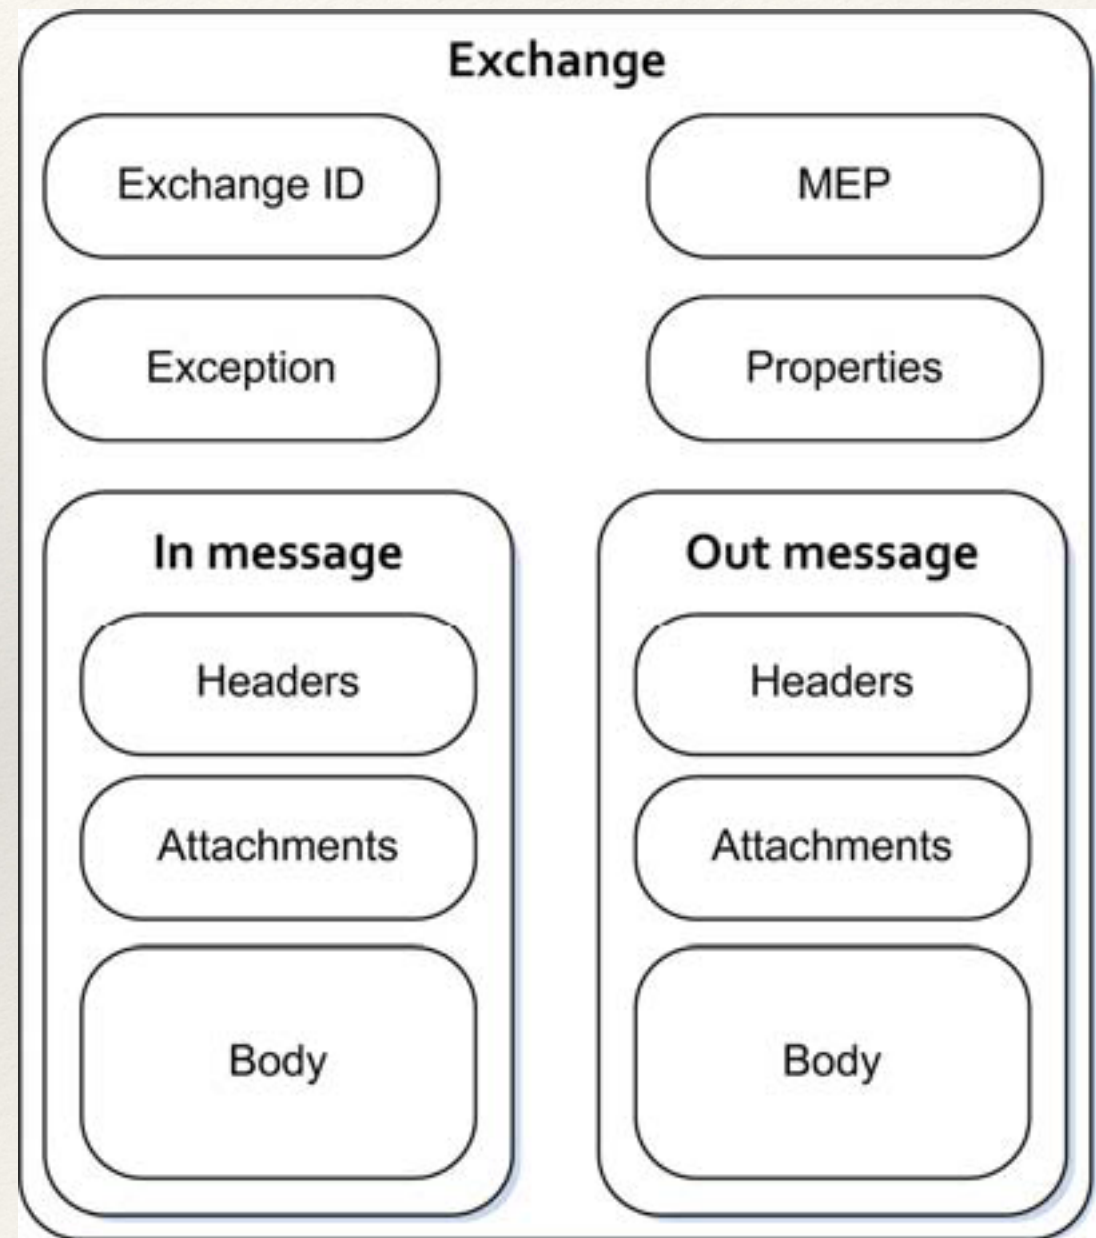 Exchange
Exchange ID
MEP
Exception
Properties
In message
Headers
Attachments
Body
Out message
Headers
Attachments
Body